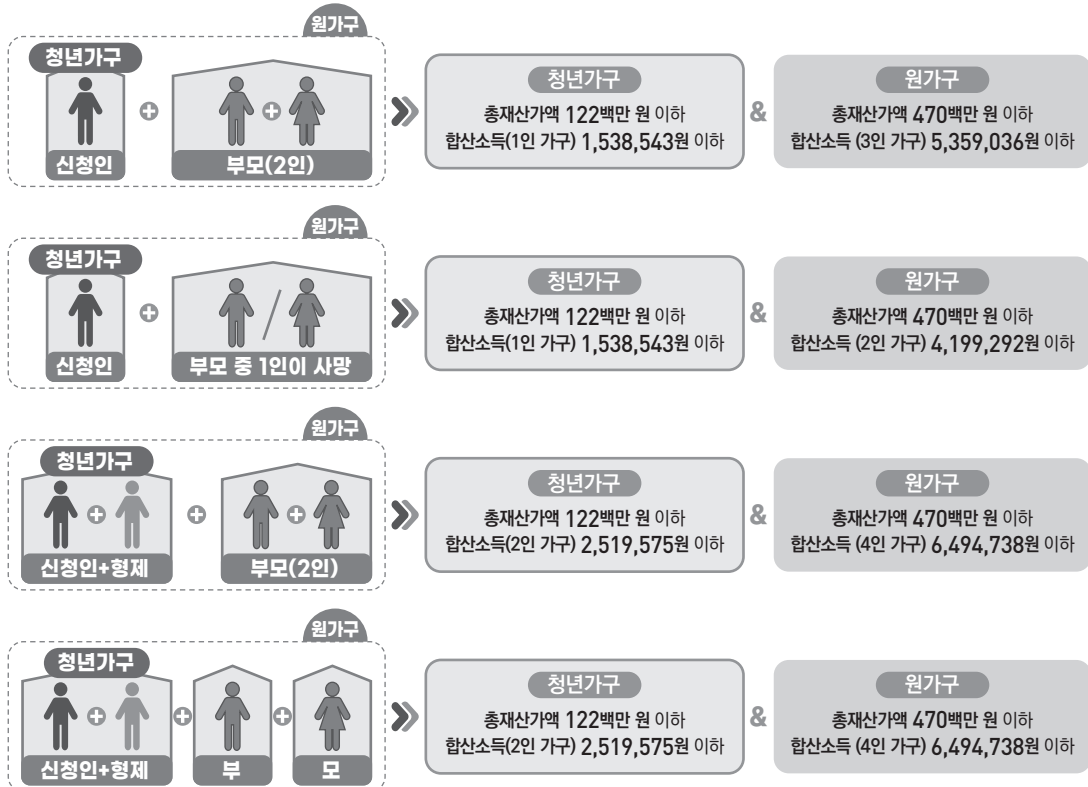 원가구
청년가구
신청인
부모(2인)
청년가구
총재산가액 122백만 원 이하
합산소득(1인 가구) 1,538,543원 이하
&
원가구
총재산가액 470백만 원 이하
합산소득 (3인 가구) 5,359,036원 이하
원가구
청년가구
신청인
부모 중 1인이 사망
청년가구
총재산가액 122백만 원 이하
합산소득(1인 가구) 1,538,543원 이하
&
원가구
총재산가액 470백만 원 이하
합산소득 (2인 가구) 4,199,292원 이하
원가구
청년가구
신청인+형제
부모(2인)
청년가구
총재산가액 122백만 원 이하
합산소득(2인 가구) 2,519,575원 이하
&
원가구
총재산가액 470백만 원 이하
합산소득 (4인 가구) 6,494,738원 이하
원가구
청년가구
신청인+형제
부
모
청년가구
총재산가액 122백만 원 이하
합산소득(2인 가구) 2,519,575원 이하
&
원가구
총재산가액 470백만 원 이하
합산소득 (4인 가구) 6,494,738원 이하